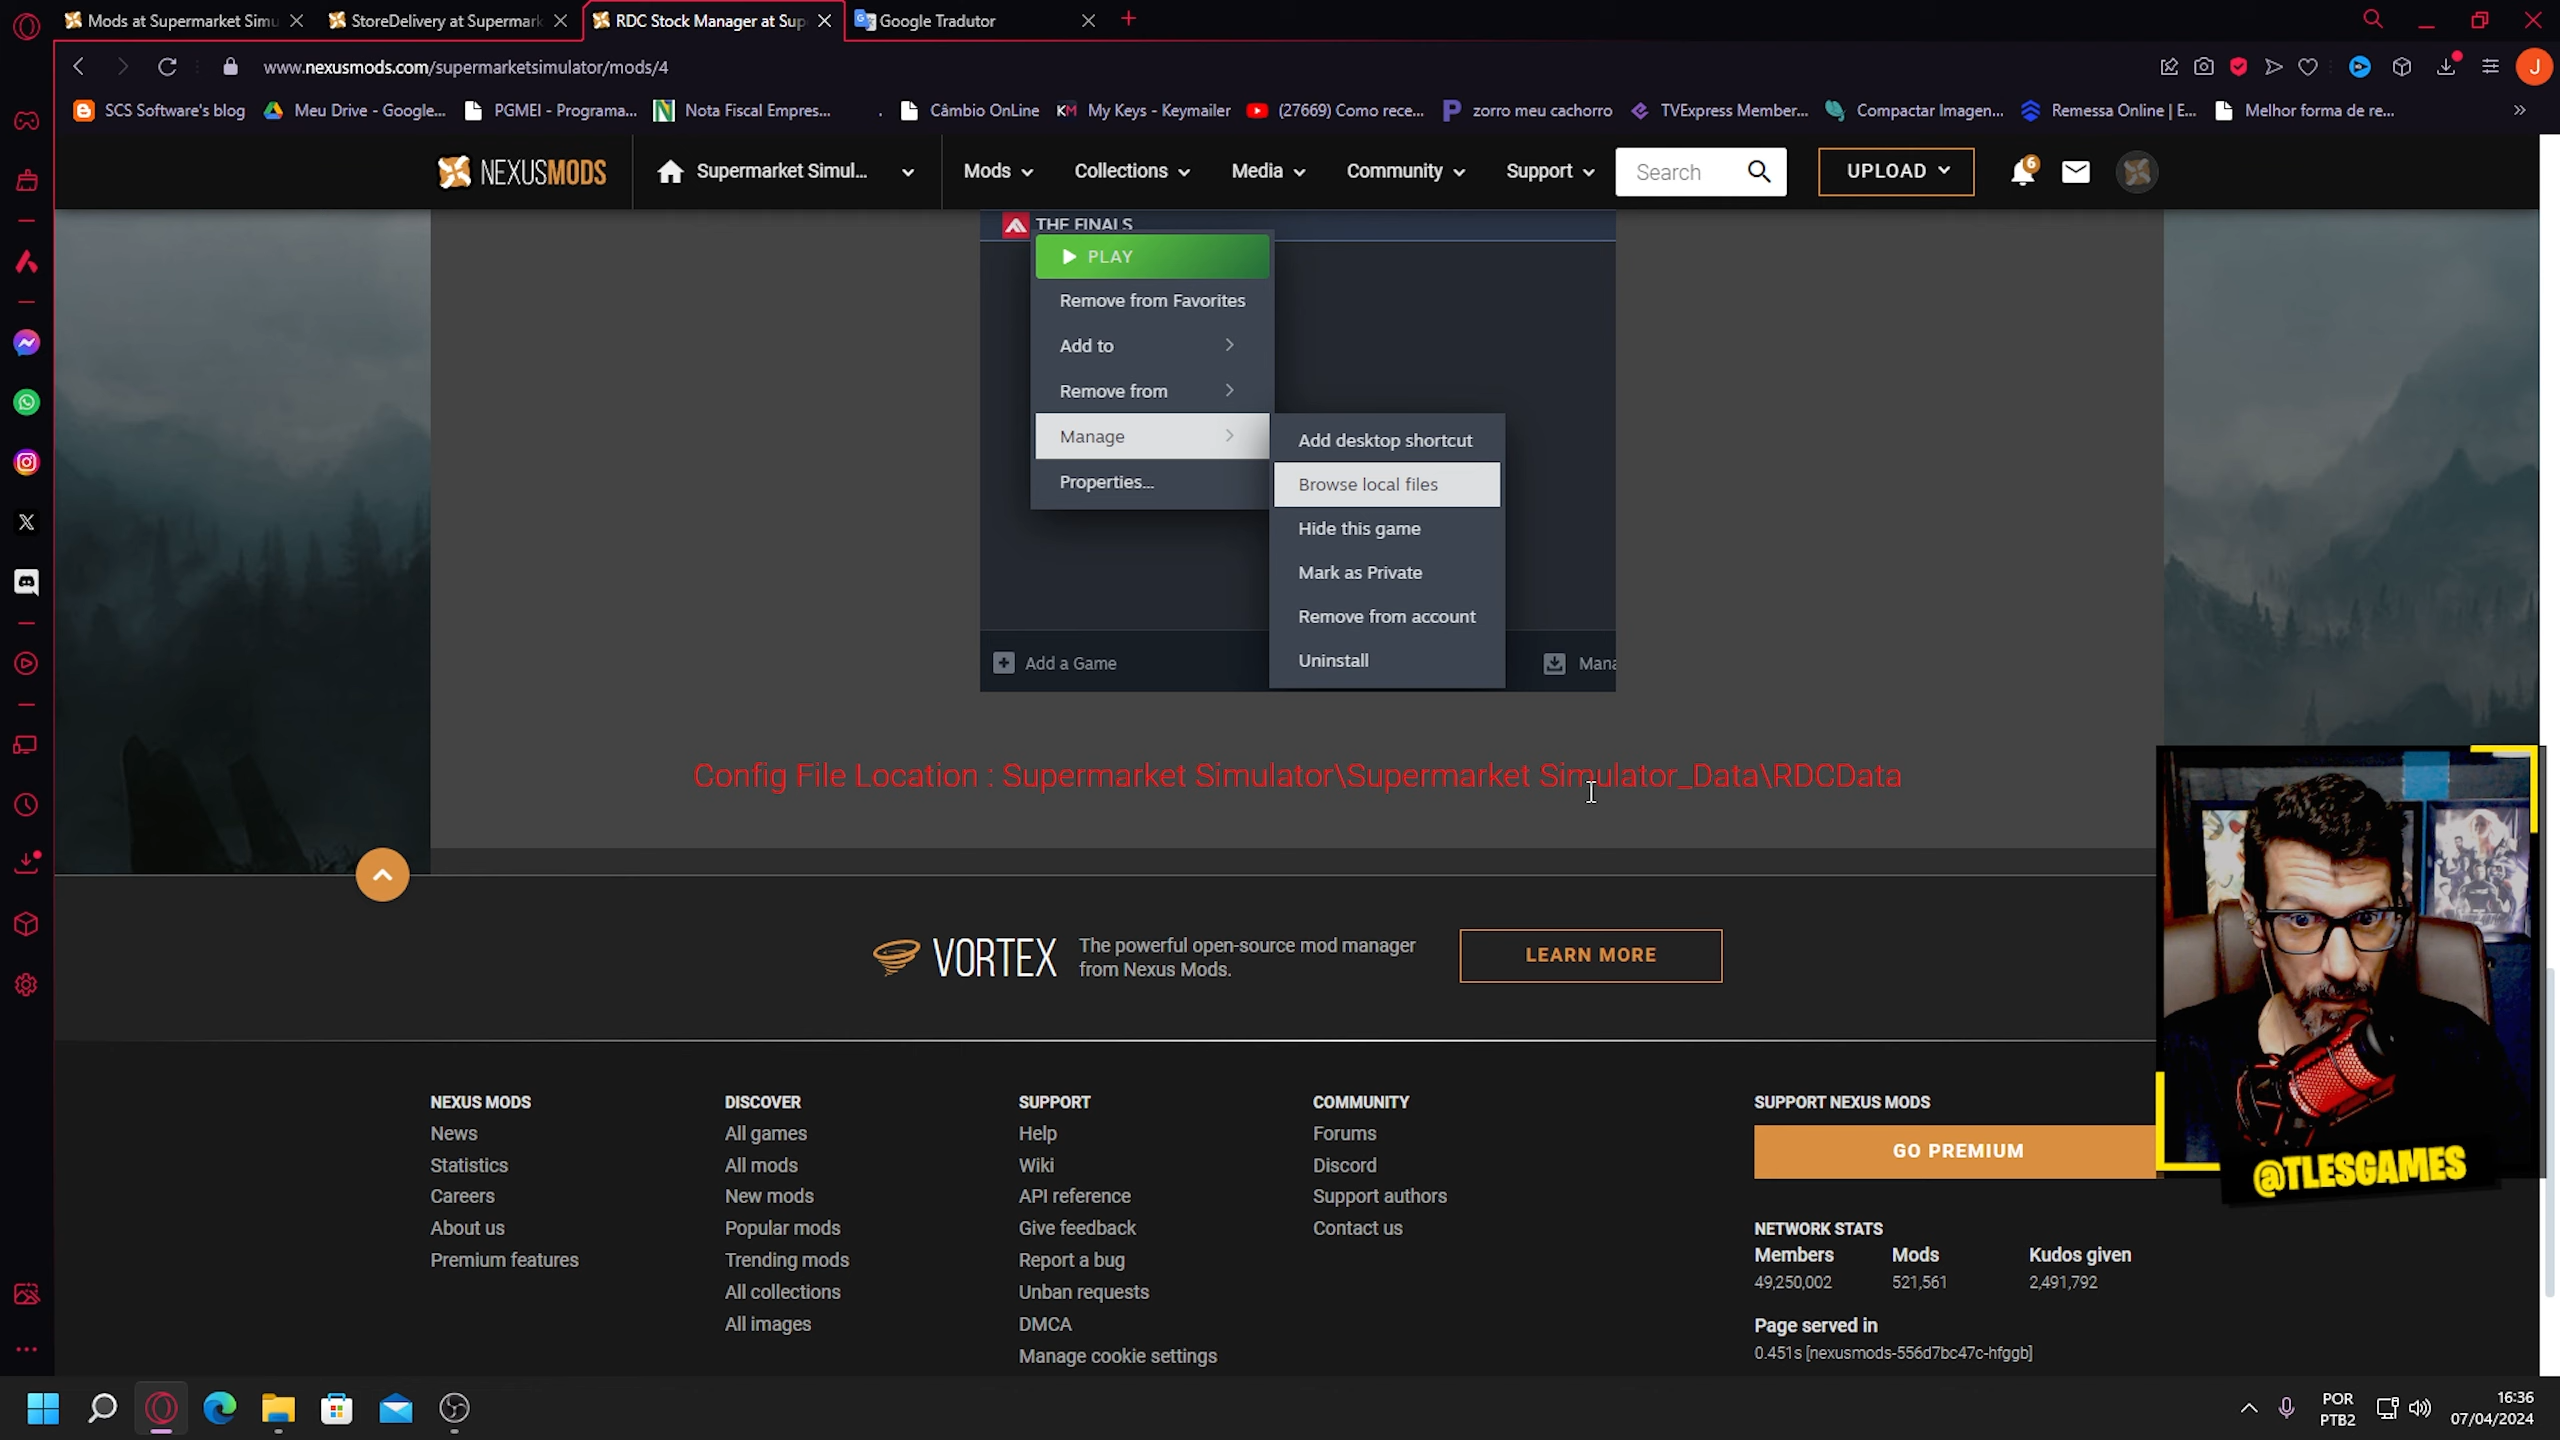 Mods at Supermarket Simu
StoreDelivery at Supermark
RDC Stock Manager at Sup
Google Tradutor
www.nexusmods.com/supermarketsimulator/mods/4
J
SCS Software's blog
Meu Drive - Google...
PGMEI - Programa...
Nota Fiscal Empres...
.
Câmbio OnLine
KM My Keys - Keymailer
(27669) Como rece...
zorro meu cachorro
TVExpress Member...
Compactar Imagen...
Remessa Online | E...
Melhor forma de re...
NEXUSMODS
Supermarket Simul...
Mods
Collections
Media
Community
Support
Search
UPLOAD
6
THE FINALS
PLAY
Remove from Favorites
Add to
Remove from
Manage
Properties...
Add desktop shortcut
Browse local files
Hide this game
Mark as Private
Remove from account
Uninstall
Add a Game
Mana
Config File Location : Supermarket Simulator\Supermarket Simulator_Data\RDCData
VORTEX
The powerful open-source mod manager
from Nexus Mods.
LEARN MORE
NEXUS MODS
News
Statistics
Careers
About us
Premium features
DISCOVER
All games
All mods
New mods
Popular mods
Trending mods
All collections
All images
SUPPORT
Help
Wiki
API reference
Give feedback
Report a bug
Unban requests
DMCA
Manage cookie settings
COMMUNITY
Forums
Discord
Support authors
Contact us
SUPPORT NEXUS MODS
GO PREMIUM
NETWORK STATS
Members Mods Kudos given
49,250,002 521,561 2,491,792
Page served in
0.451s [nexusmods-556d7bc47c-hfggb]
@TLESGAMES
POR
PTB2
16:36
07/04/2024